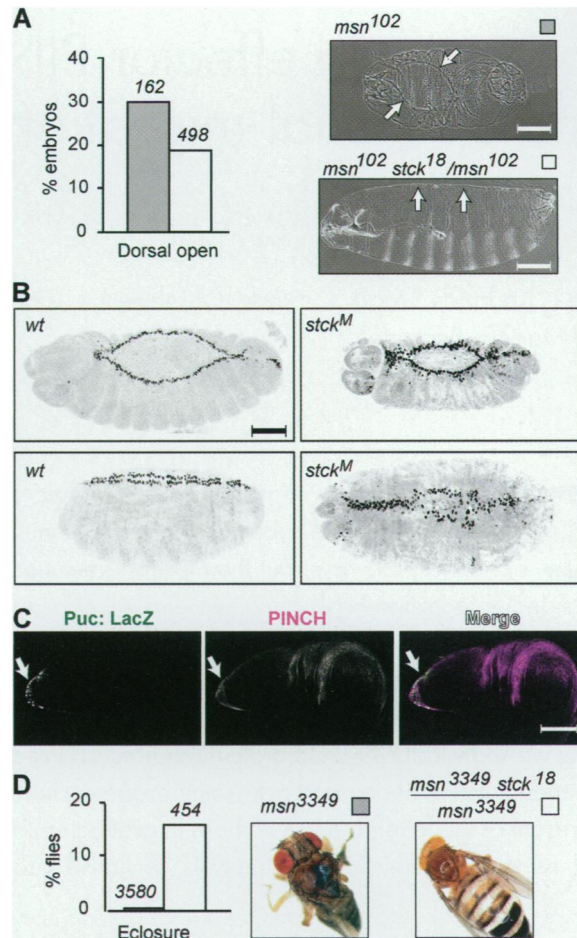 A
40
30
20
10
0
% embryos
162
498
Dorsal open
msn102
msn102 stck18/msn102
B
wt
stckM
wt
stckM
C
Puc: LacZ
PINCH
Merge
D
20
10
0
% flies
3580
454
Eclosure
msn3349
msn3349 stck18
msn3349